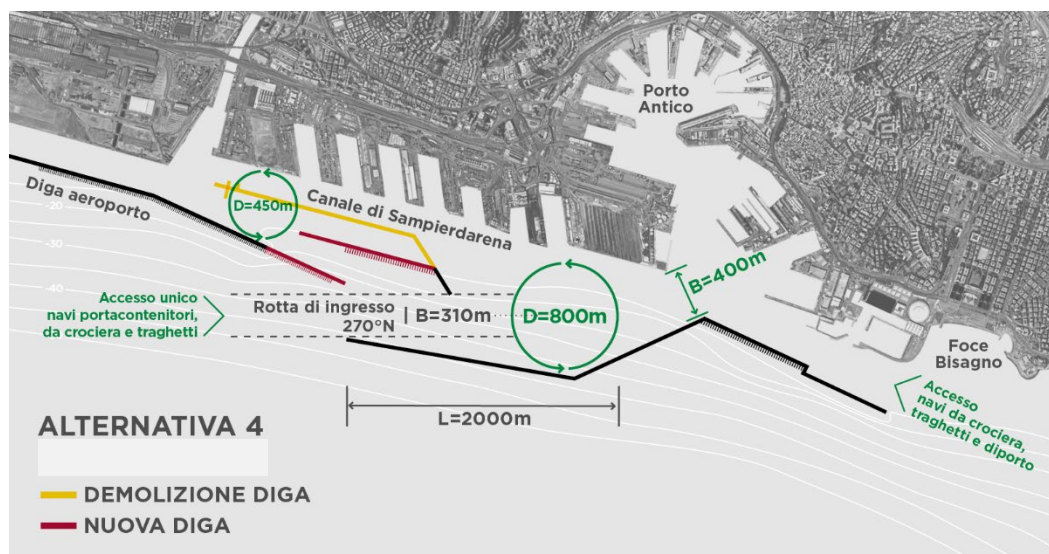 Porto
Antico
Diga aeroporto
D=450m
Canale di Sampierdarena
-20
-30
-40
B=400m
Accesso unico
navi portacontenitori,
da crociera e traghetti
Rotta di ingresso
270°N
B=310m
D=800m
Foce
Bisagno
Accesso
navi da crociera,
traghetti e diporto
L=2000m
ALTERNATIVA 4
DEMOLIZIONE DIGA
NUOVA DIGA